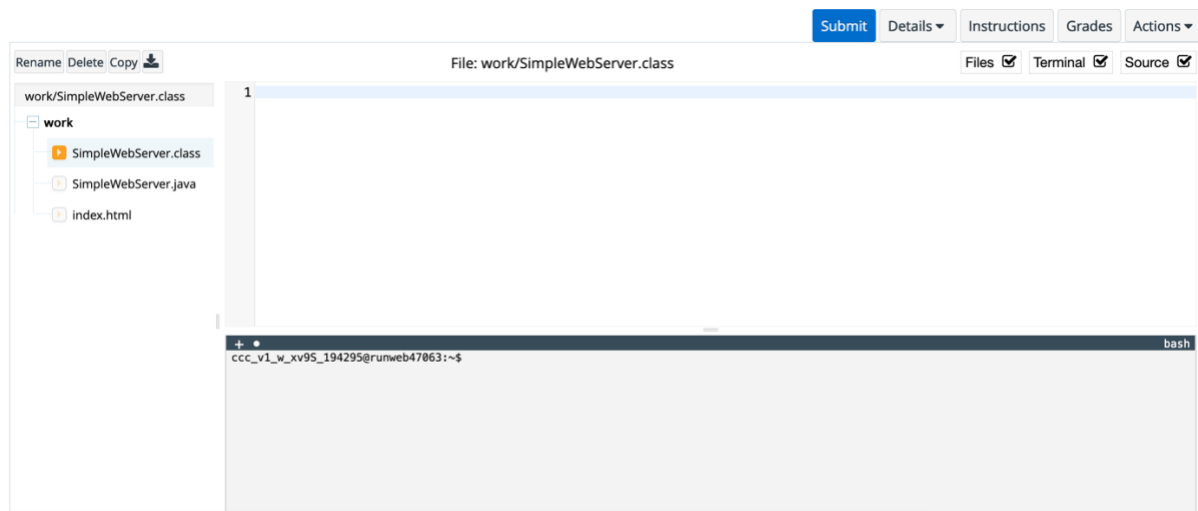 Submit Details Instructions Grades Actions
Rename Delete Copy File: work/SimpleWebServer.class Files Terminal Source
work/SimpleWebServer.class 1
work
SimpleWebServer.class
SimpleWebServer.java
index.html
+ bash
ccc_v1_w_xv9S_194295@runweb47063:~$